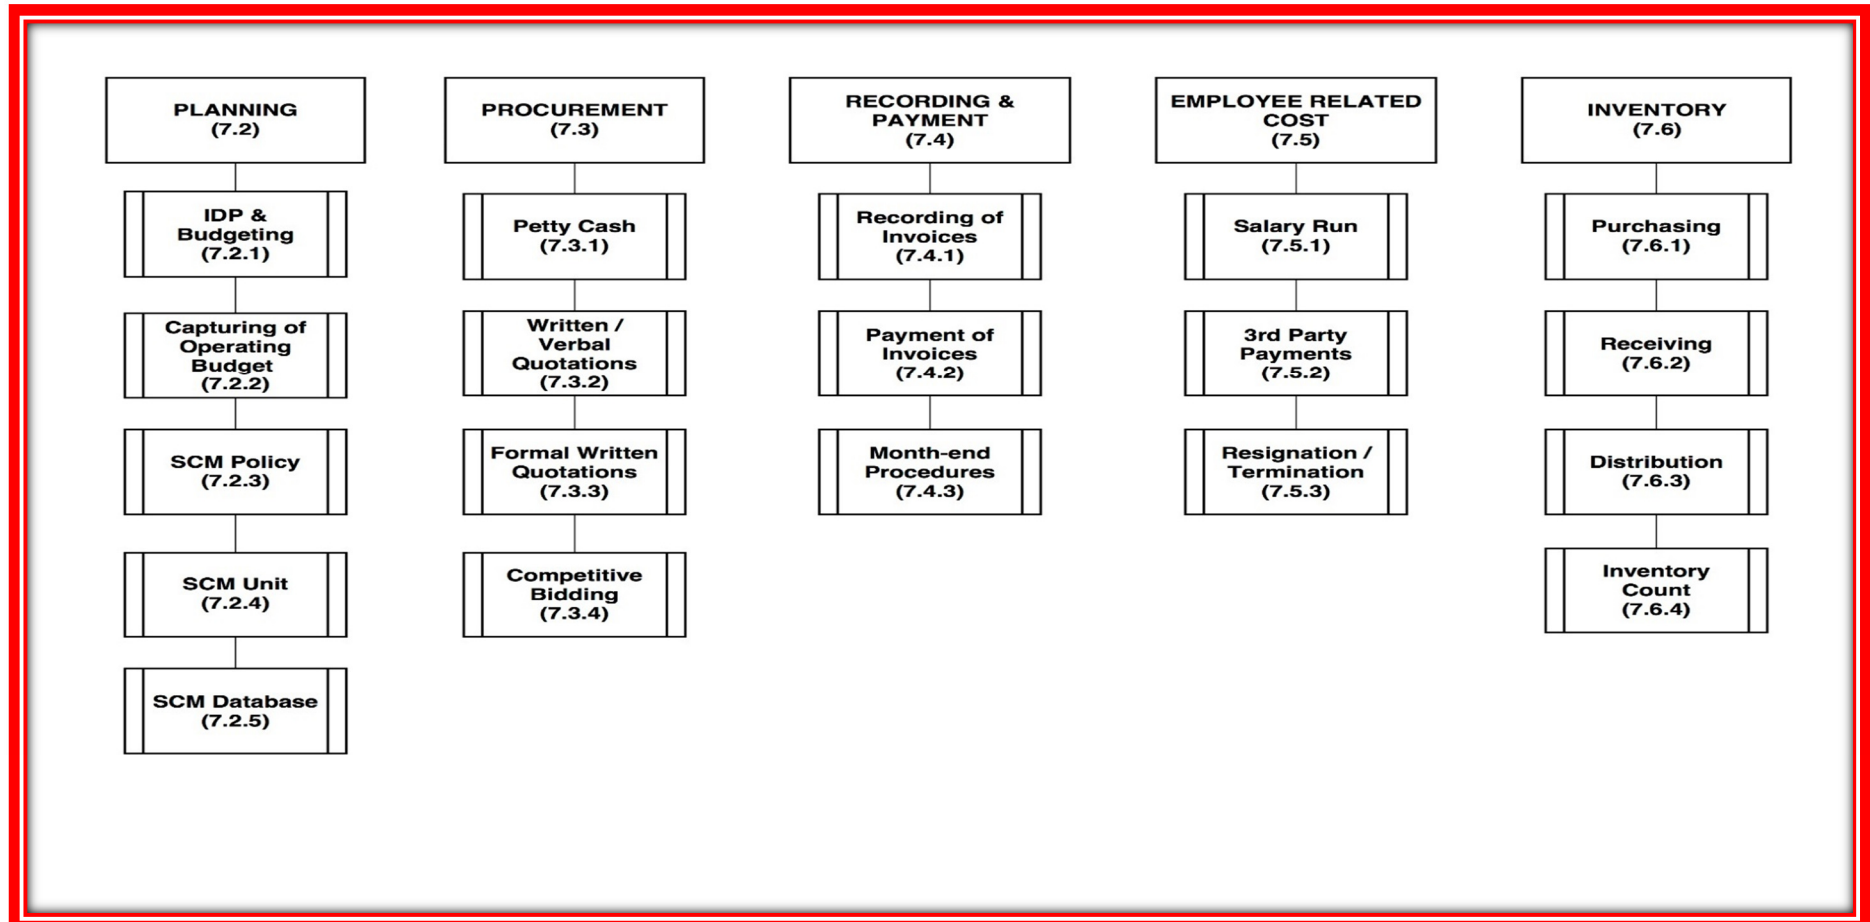 PLANNING
(7.2)
IDP &
Budgeting
(7.2.1)
Capturing of
Operating
Budget
(7.2.2)
SCM Policy
(7.2.3)
SCM Unit
(7.2.4)
SCM Database
(7.2.5)
PROCUREMENT
(7.3)
Petty Cash
(7.3.1)
Written /
Verbal
Quotations
(7.3.2)
Formal Written
Quotations
(7.3.3)
Competitive
Bidding
(7.3.4)
RECORDING &
PAYMENT
(7.4)
Recording of
Invoices
(7.4.1)
Payment of
Invoices
(7.4.2)
Month-end
Procedures
(7.4.3)
EMPLOYEE RELATED
COST
(7.5)
Salary Run
(7.5.1)
3rd Party
Payments
(7.5.2)
Resignation /
Termination
(7.5.3)
INVENTORY
(7.6)
Purchasing
(7.6.1)
Receiving
(7.6.2)
Distribution
(7.6.3)
Inventory
Count
(7.6.4)